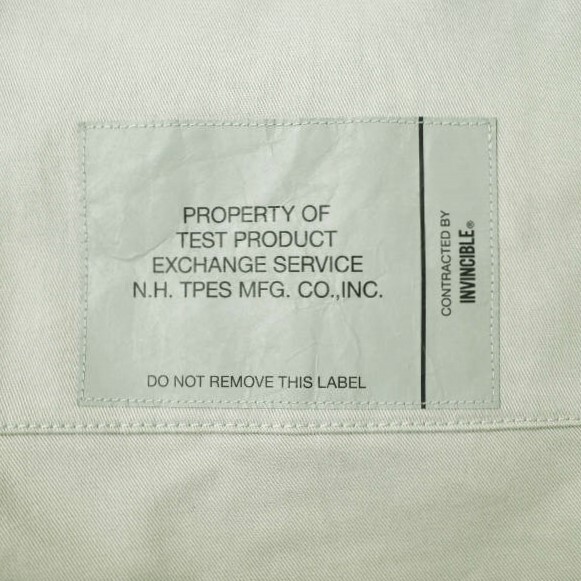 PROPERTY OF
TEST PRODUCT
EXCHANGE SERVICE
N.H. TPES MFG. CO.,INC.
DO NOT REMOVE THIS LABEL
CONTRACTED BY
INVINCIBLE®